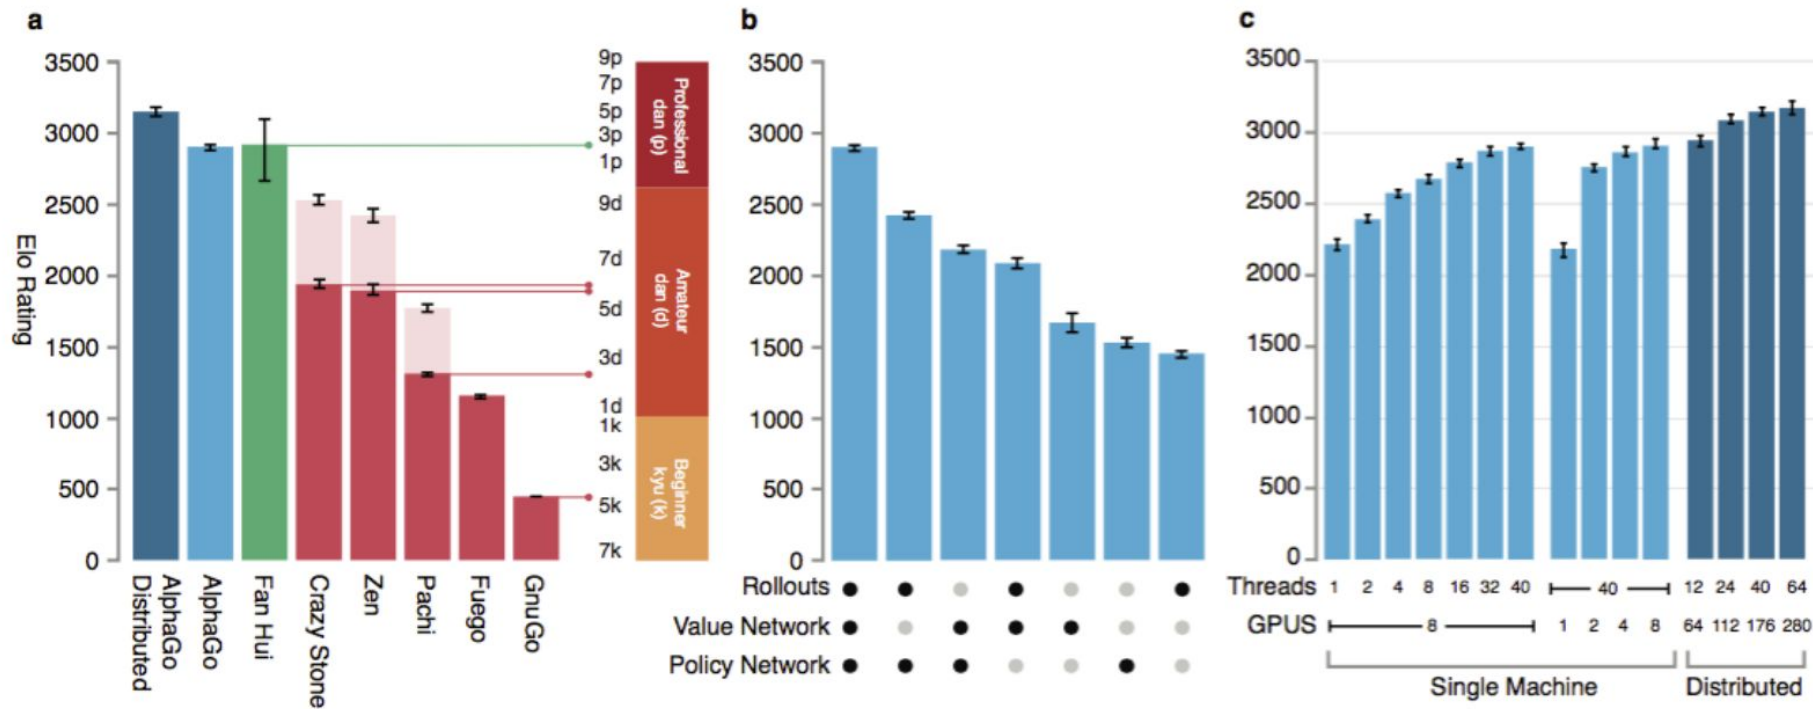 a
Elo Rating
3500
3000
2500
2000
1500
1000
500
0
AlphaGo Distributed
AlphaGo
Fan Hui
Crazy Stone
Zen
Pachi
Fuego
GnuGo
9p
7p
5p
3p
1p
9d
7d
5d
3d
1d
1k
3k
5k
7k
Professional
dan (p)
Amateur
dan (d)
Beginner
kyu (k)
b
3500
3000
2500
2000
1500
1000
500
0
Rollouts
Value Network
Policy Network
c
3500
3000
2500
2000
1500
1000
500
0
Threads 1 2 4 8 16 32 40 40 12 24 40 64
GPUS 8 1 2 4 8 64 112 176 280
Single Machine Distributed